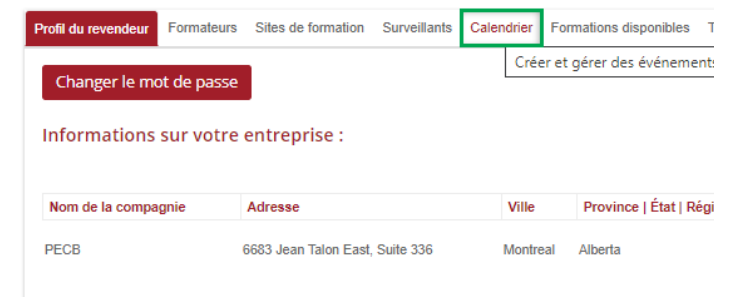 Profil du revendeur Formateurs Sites de formation Surveillants Calendrier Formations disponibles T
Créer et gérer des événements
Changer le mot de passe
Informations sur votre entreprise :
Nom de la compagnie Adresse Ville Province | État | Régi
PECB 6683 Jean Talon East, Suite 336 Montreal Alberta